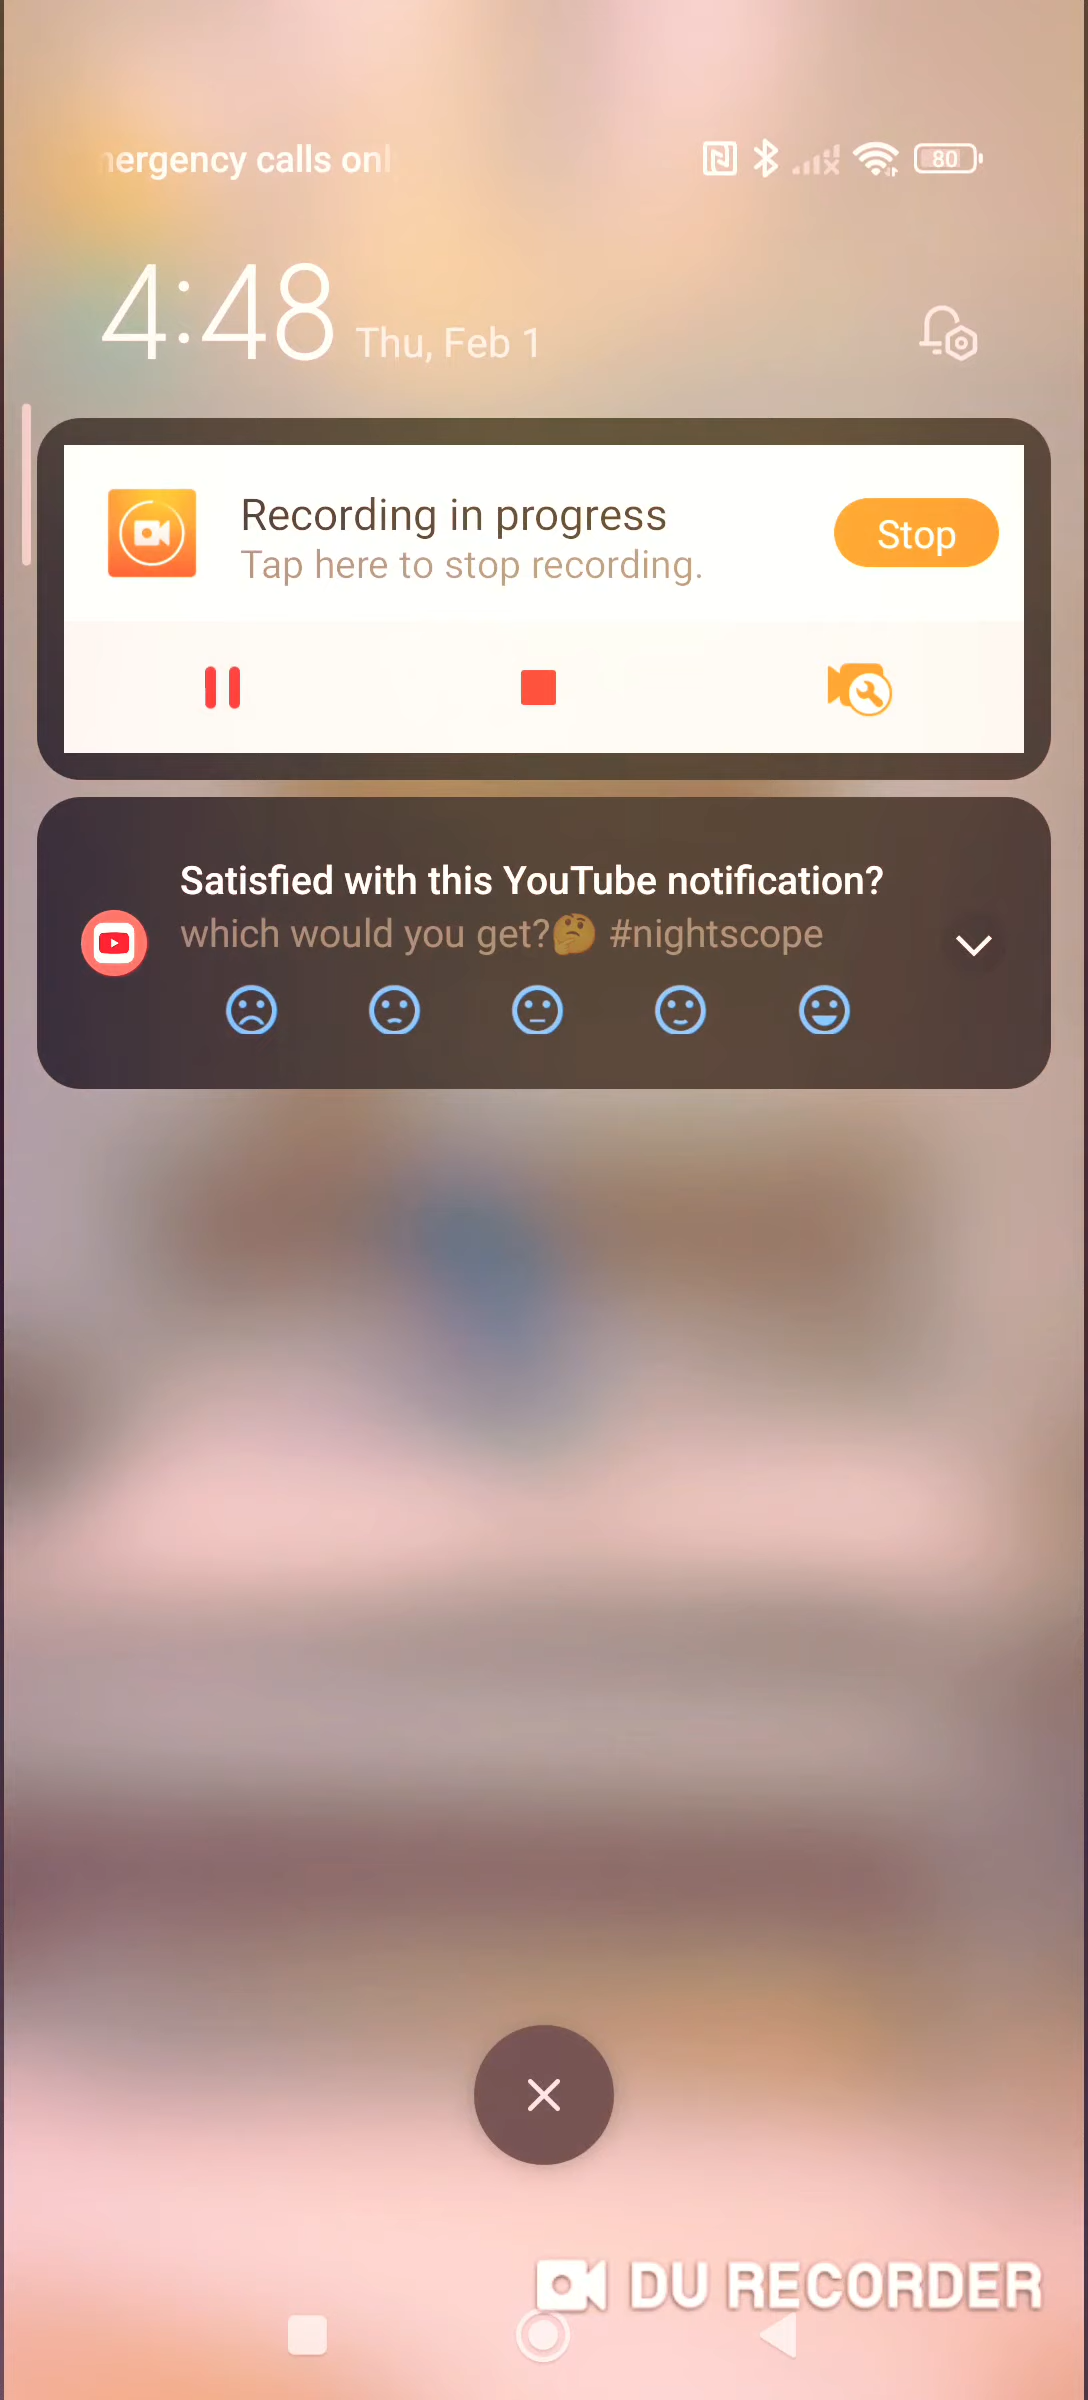 mergency calls onl
80
4:48 Thu, Feb 1
Recording in progress
Tap here to stop recording.
Stop
Satisfied with this YouTube notification?
which would you get?🤔 #nightscope
DU RECORDER